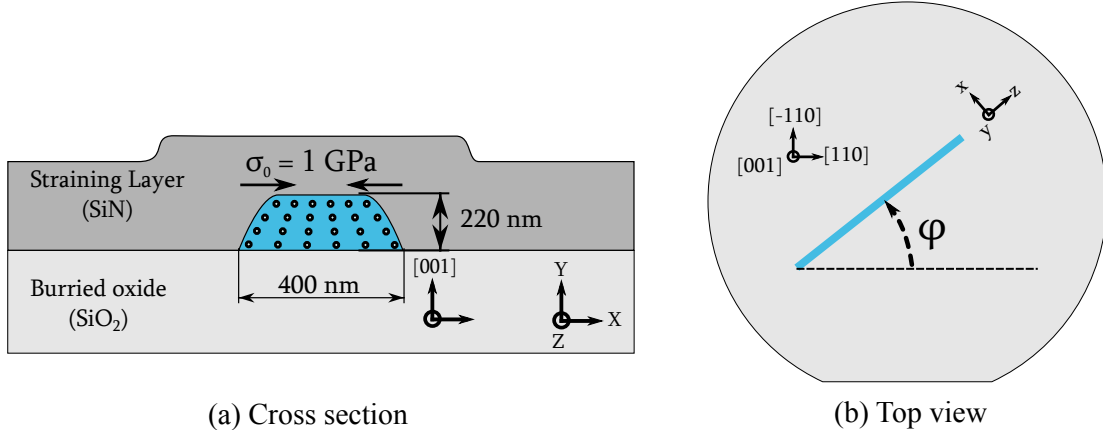 Straining Layer
(SiN)
σ₀ = 1 GPa
220 nm
[001]
400 nm
Burried oxide
(SiO₂)
Y
X
Z
(a) Cross section
[-110]
[001]
[110]
x
z
y
φ
(b) Top view